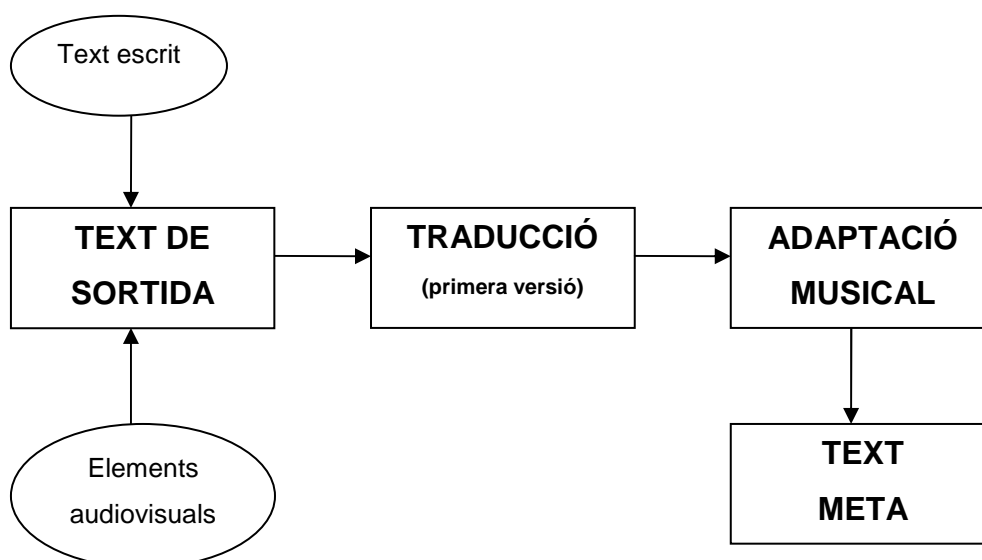 Text escrit
TEXT DE
SORTIDA
TRADUCCIÓ
(primera versió)
ADAPTACIÓ
MUSICAL
Elements
audiovisuals
TEXT
META